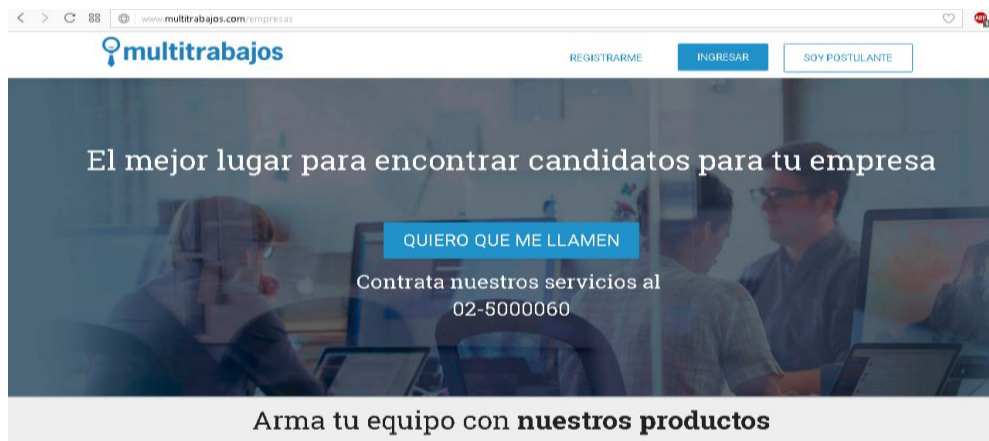 www.multitrabajos.com/empresas
multitrabajos
REGISTRARME
INGRESAR
SOY POSTULANTE
El mejor lugar para encontrar candidatos para tu empresa
QUIERO QUE ME LLAMEN
Contrata nuestros servicios al
02-5000060
Arma tu equipo con nuestros productos